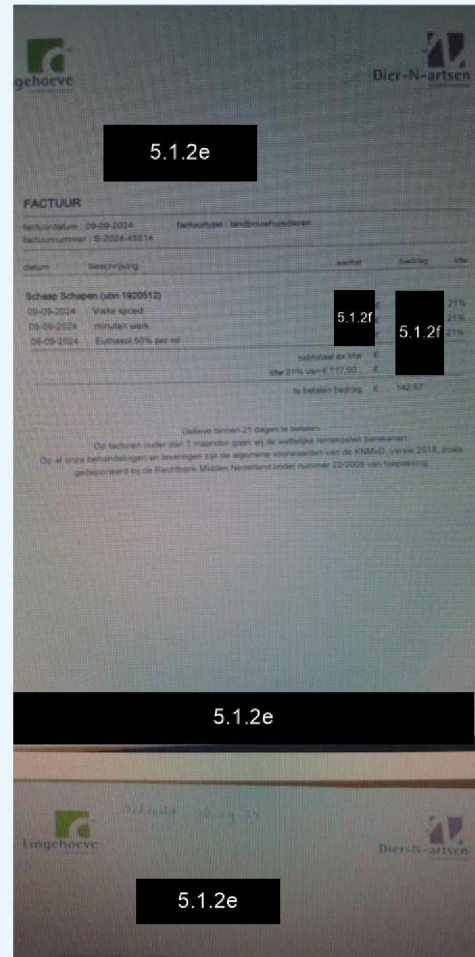 gehoeve
Dier-N-artsen
5.1.2e
FACTUUR
factuurdatum : 09-09-2024 factuurtype : landbouwhuisdieren
factuurnummer : S-2024-45514
datum beschrijving aantal bedrag btw
Schaap Schapen (ubn 1920512)
09-09-2024 Visite spoed 5.1.2f € 5.1.2f 21%
09-09-2024 minuten werk 21%
09-09-2024 Euthasol 50% per ml 21%
subtotaal ex btw €
btw 21% van € 117,90 €
te betalen bedrag € 142,67
Gelieve binnen 21 dagen te betalen.
Op facturen ouder dan 3 maanden gaan wij de wettelijke rentekosten berekenen.
Op al onze behandelingen en leveringen zijn de algemene voorwaarden van de KNMvD, versie 2018, zoals
gedeponeerd bij de Rechtbank Midden Nederland onder nummer 22/2008 van toepassing.
5.1.2e
Lingehoeve
Dier-N-artsen
5.1.2e